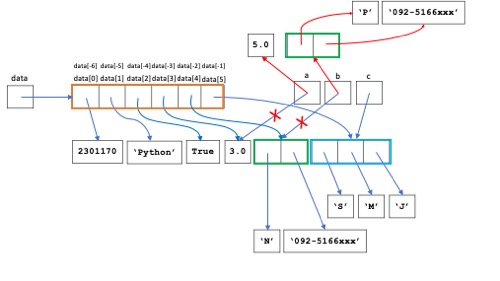 'P' '092-5166xxx'
5.0
data[-6] data[-5] data[-4] data[-3] data[-2] data[-1]
data a b c
data[0] data[1] data[2] data[3] data[4] data[5]
2301170 'Python' True 3.0
'S' 'M' 'J'
'N' '092-5166xxx'